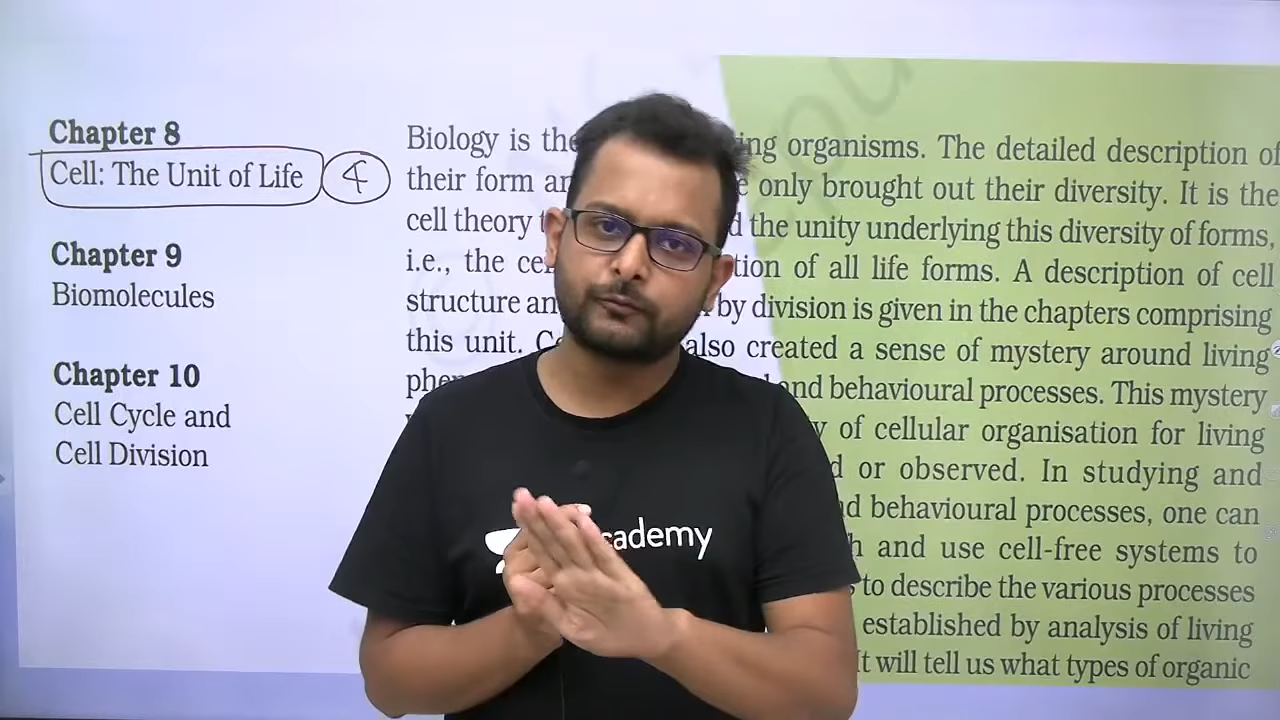 Chapter 8
Cell: The Unit of Life
4
Chapter 9
Biomolecules
Chapter 10
Cell Cycle and
Cell Division
Biology is the organisms. The detailed description of
their form only brought out their diversity. It is the
cell theory the unity underlying this diversity of forms,
i.e., the of all life forms. A description of cell
structure by division is given in the chapters comprising
this unit. also created a sense of mystery around living
and behavioural processes. This mystery
of cellular organisation for living
or observed. In studying and
behavioural processes, one can
and use cell-free systems to
to describe the various processes
established by analysis of living
It will tell us what types of organic
cademy